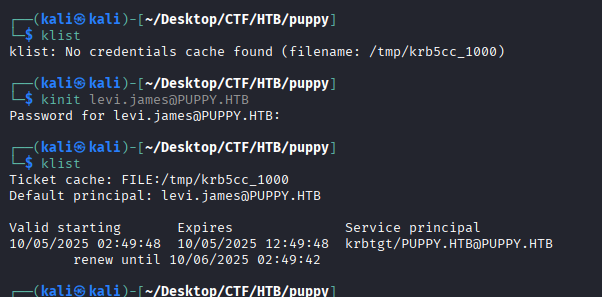 ┌──(kali㉿kali)-[~/Desktop/CTF/HTB/puppy]
└─$ klist
klist: No credentials cache found (filename: /tmp/krb5cc_1000)
┌──(kali㉿kali)-[~/Desktop/CTF/HTB/puppy]
└─$ kinit levi.james@PUPPY.HTB
Password for levi.james@PUPPY.HTB:
┌──(kali㉿kali)-[~/Desktop/CTF/HTB/puppy]
└─$ klist
Ticket cache: FILE:/tmp/krb5cc_1000
Default principal: levi.james@PUPPY.HTB
Valid starting       Expires              Service principal
10/05/2025 02:49:48  10/05/2025 12:49:48  krbtgt/PUPPY.HTB@PUPPY.HTB
        renew until 10/06/2025 02:49:42
┌──(kali㉿kali)-[~/Desktop/CTF/HTB/puppy]